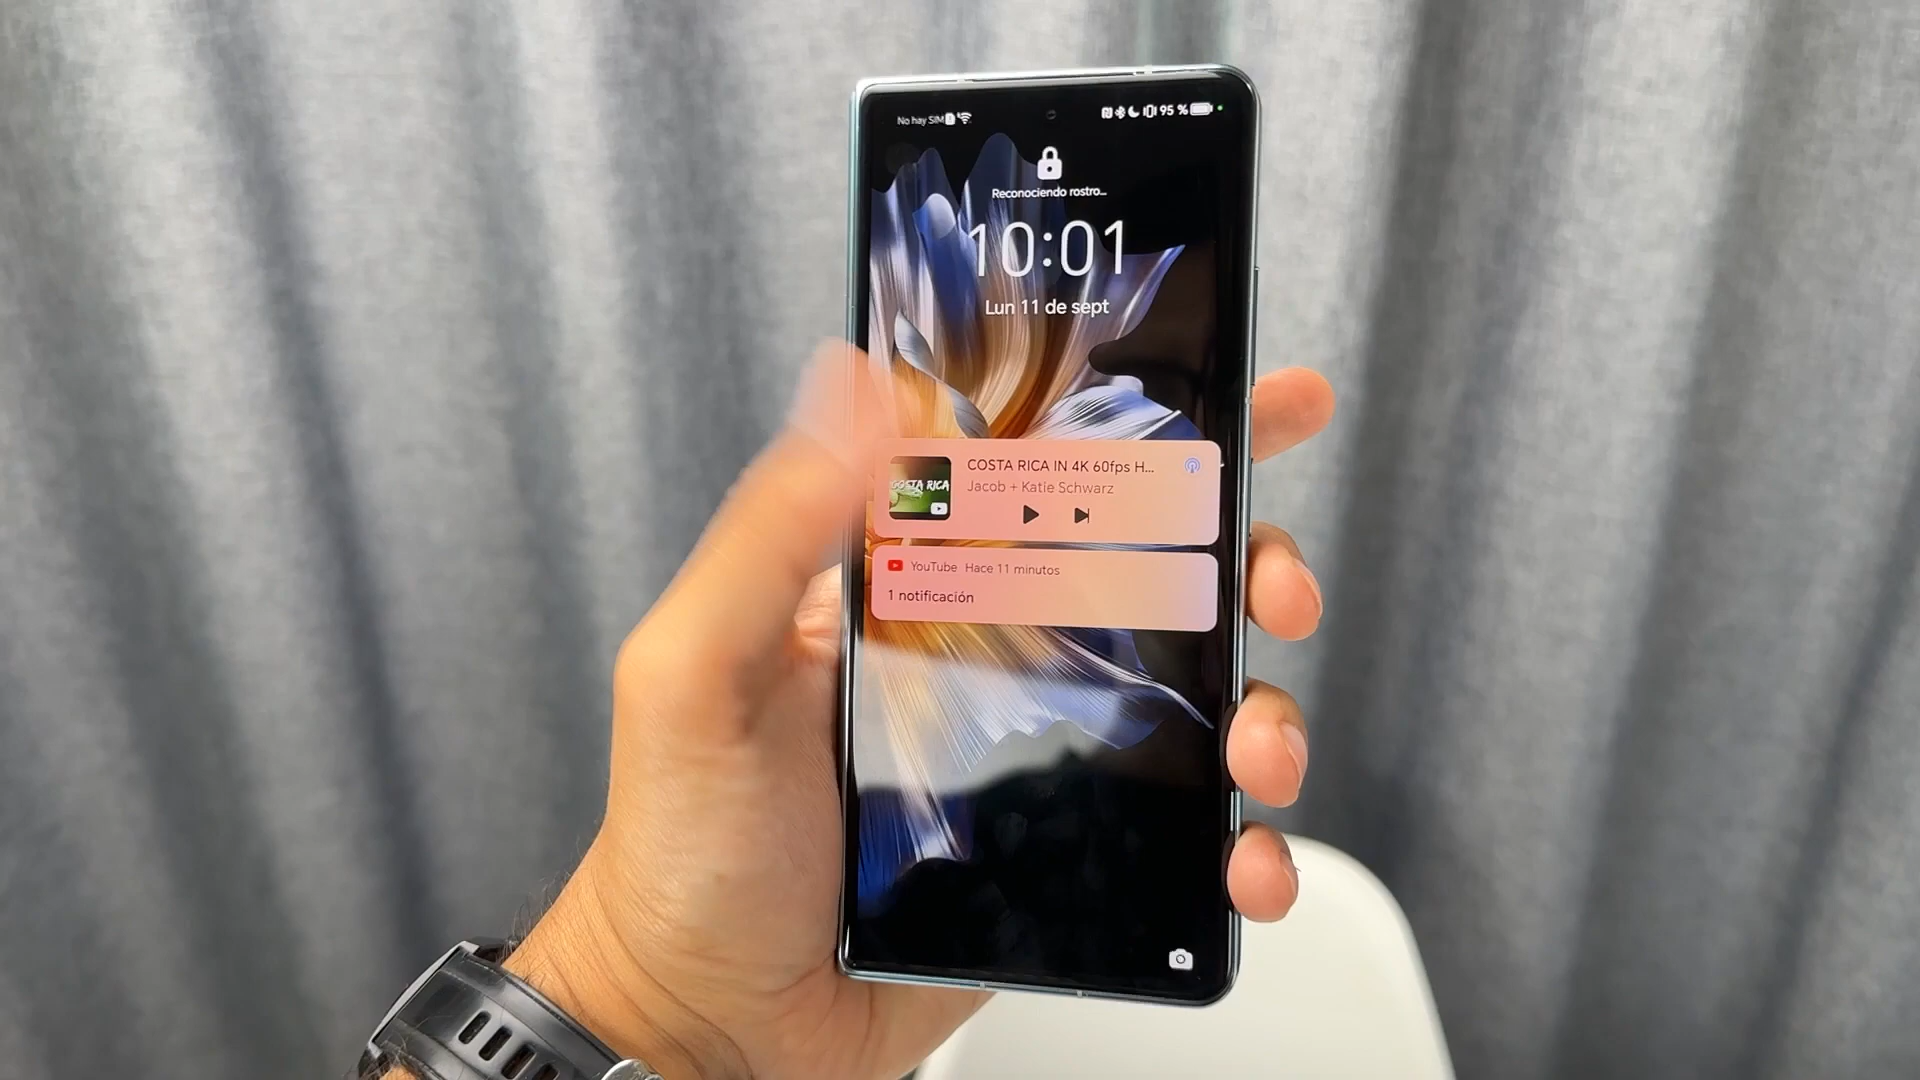 No hay SIM
95 %
Reconociendo rostro...
10:01
Lun 11 de sept
COSTA RICA
COSTA RICA IN 4K 60fps H...
Jacob + Katie Schwarz
YouTube Hace 11 minutos
1 notificación